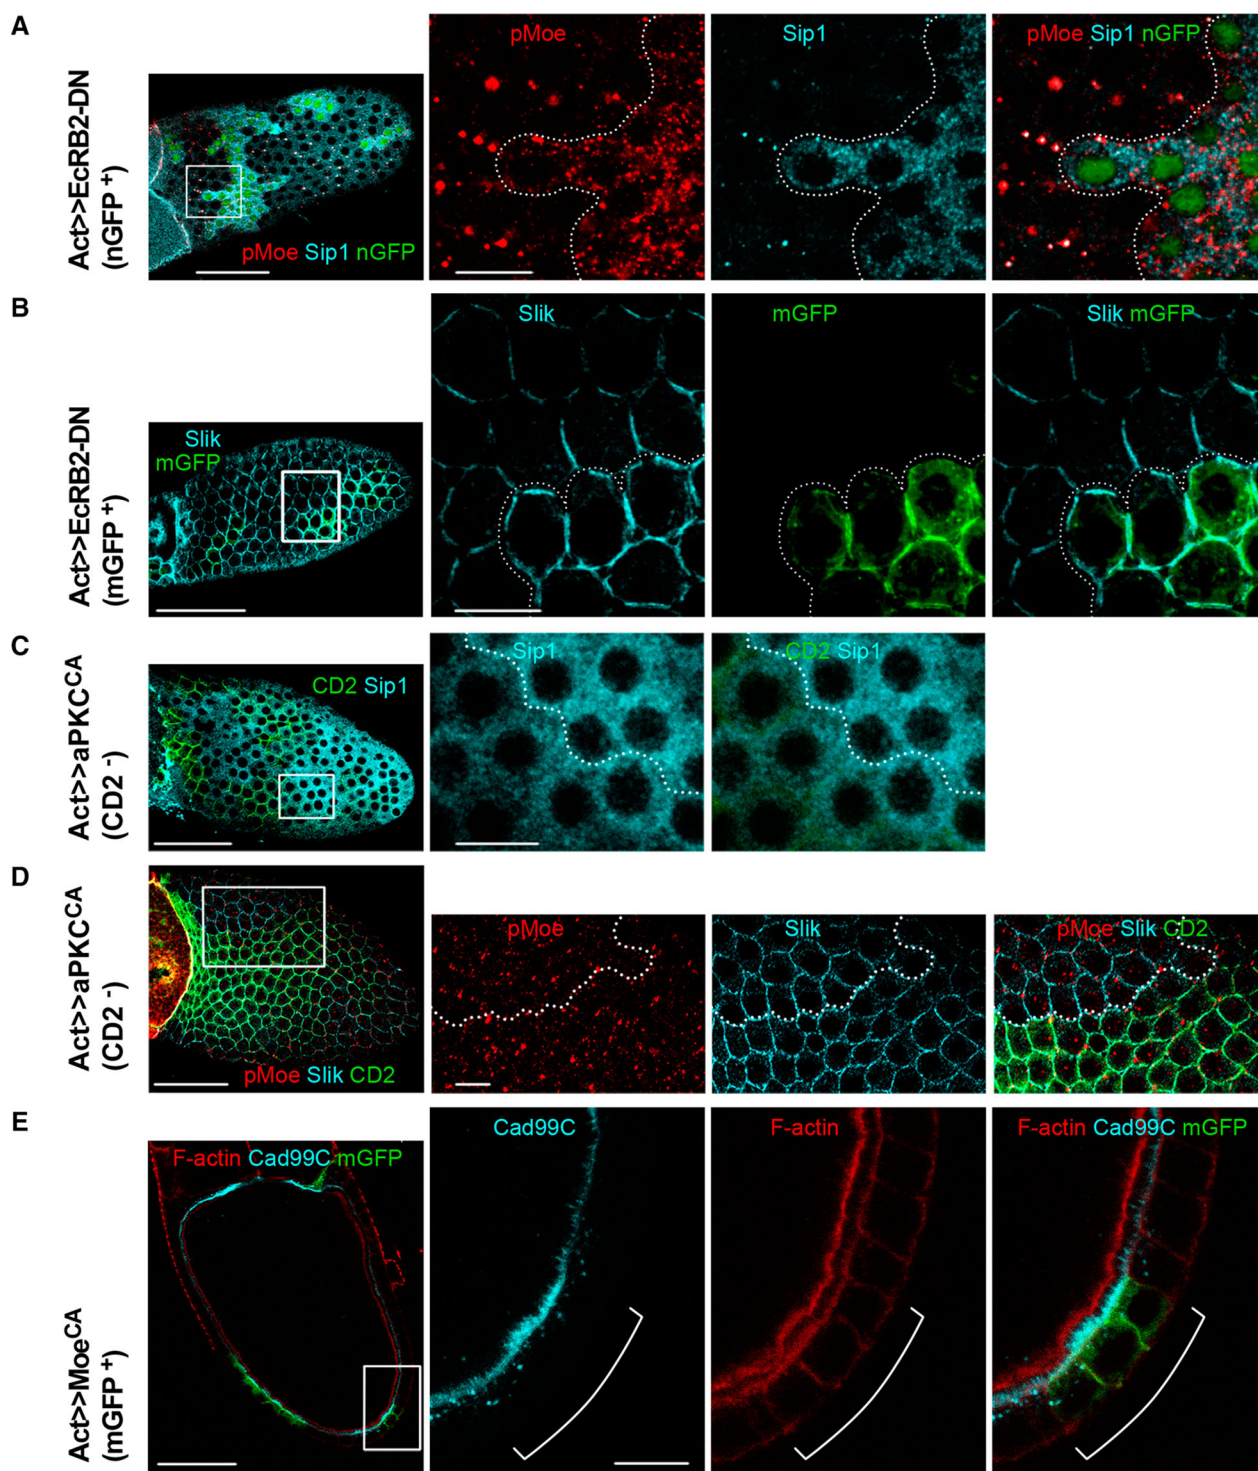 A
Act>>EcRB2-DN
(nGFP +)
pMoe Sip1 nGFP
pMoe
Sip1
pMoe Sip1 nGFP
B
Act>>EcRB2-DN
(mGFP +)
Slik
mGFP
Slik
mGFP
Slik mGFP
C
Act>>aPKCCA
(CD2 -)
CD2 Sip1
Sip1
CD2 Sip1
D
Act>>aPKCCA
(CD2 -)
pMoe Slik CD2
pMoe
Slik
pMoe Slik CD2
E
Act>>MoeCA
(mGFP +)
F-actin Cad99C mGFP
Cad99C
F-actin
F-actin Cad99C mGFP